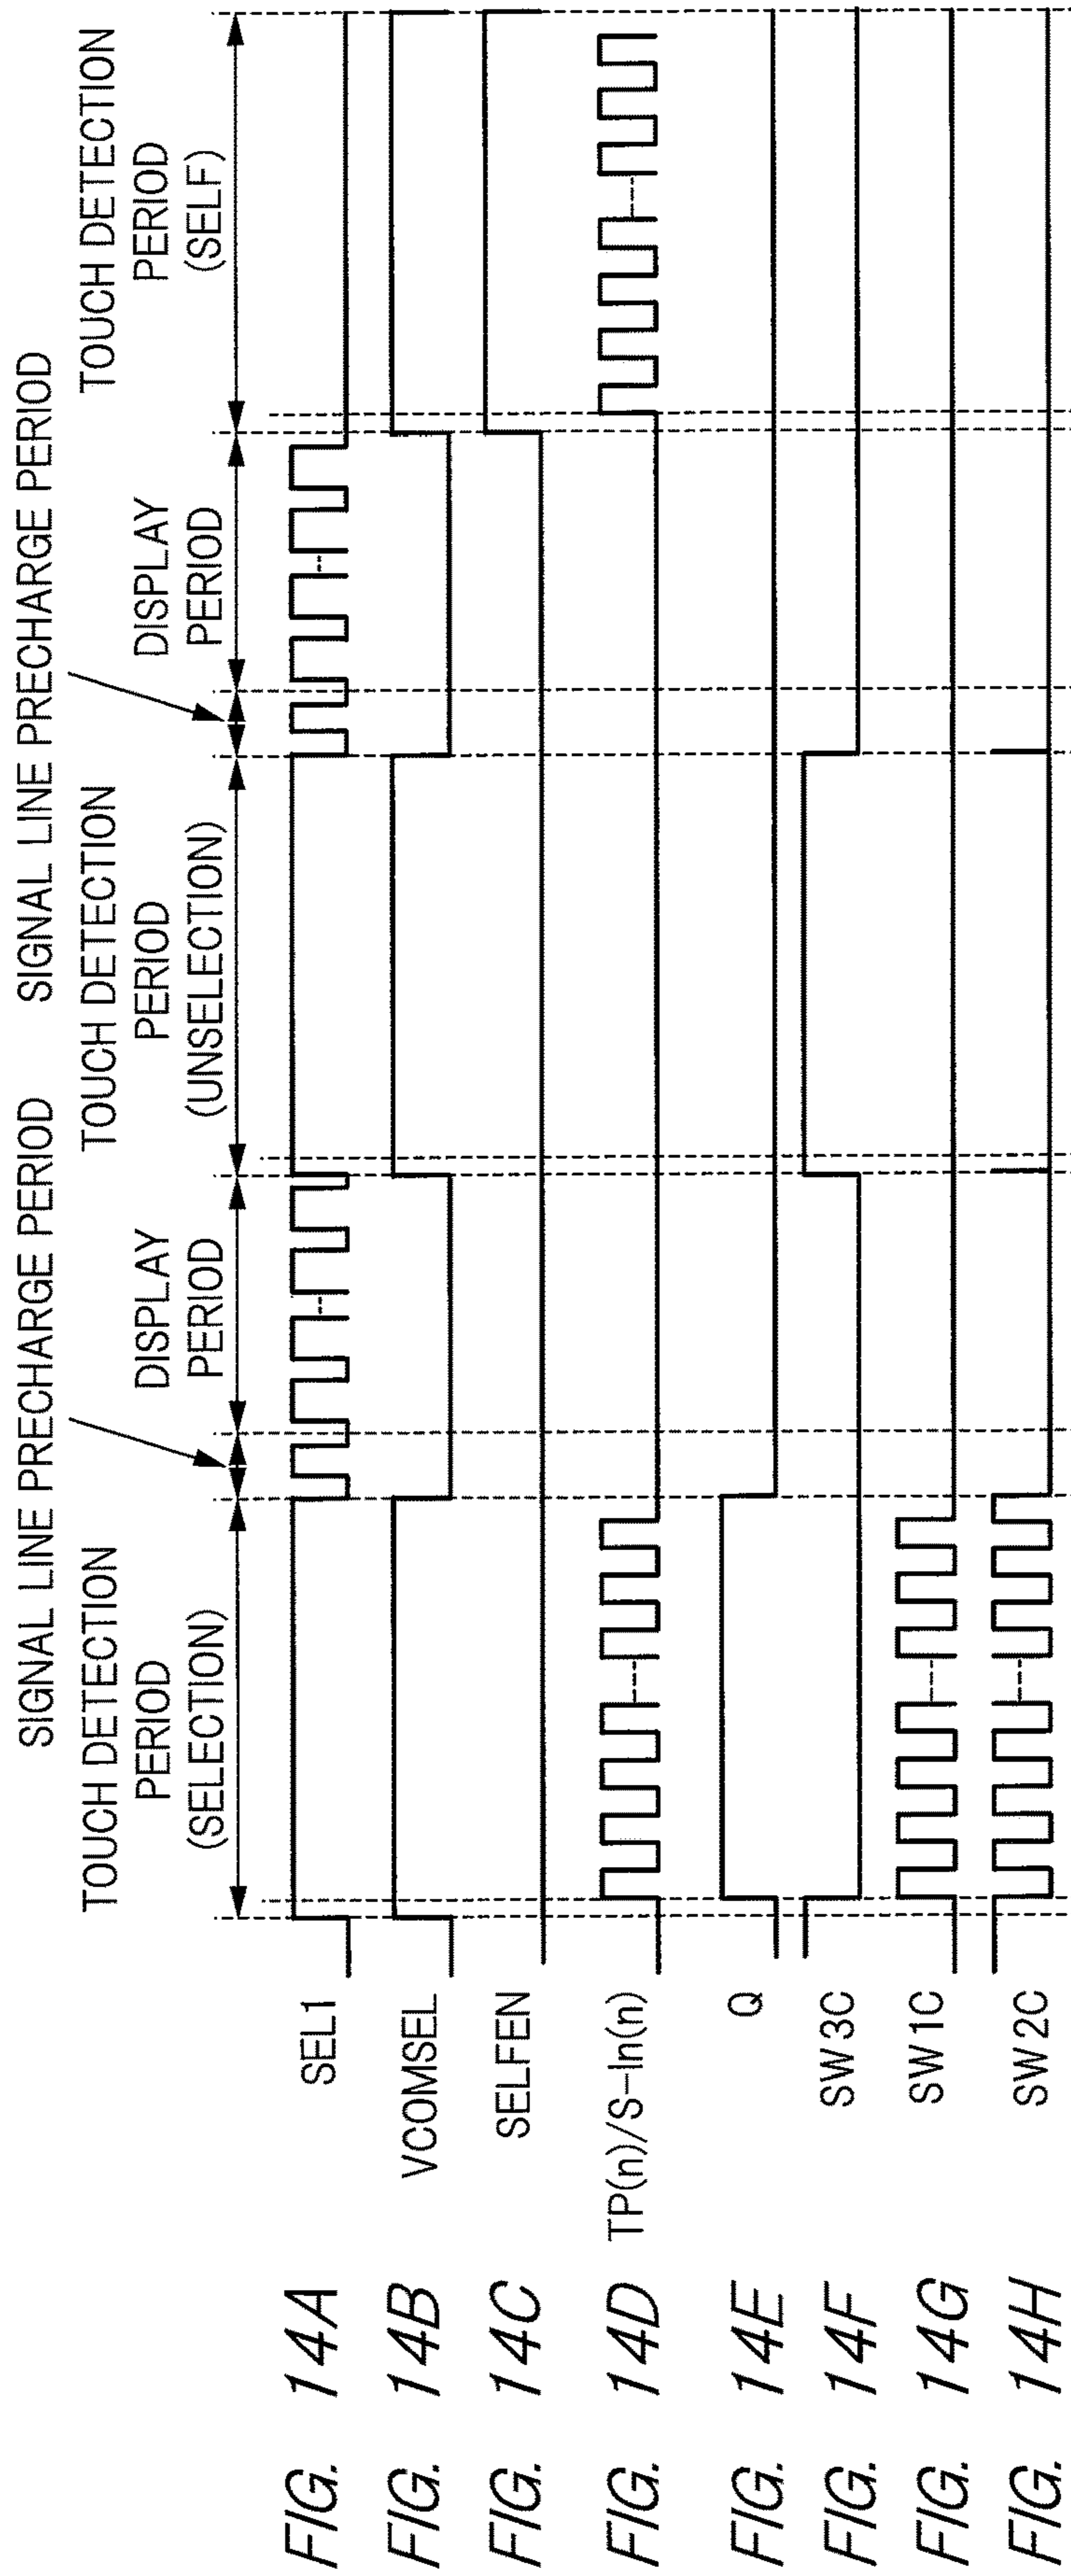 SIGNAL LINE PRECHARGE PERIOD
SIGNAL LINE PRECHARGE PERIOD
TOUCH DETECTION
PERIOD
(SELECTION)
DISPLAY
PERIOD
TOUCH DETECTION
PERIOD
(UNSELECTION)
DISPLAY
PERIOD
TOUCH DETECTION
PERIOD
(SELF)
FIG. 14A SEL1
FIG. 14B VCOMSEL
FIG. 14C SELFEN
FIG. 14D TP(n)/S-In(n)
FIG. 14E Q
FIG. 14F SW3C
FIG. 14G SW1C
FIG. 14H SW2C